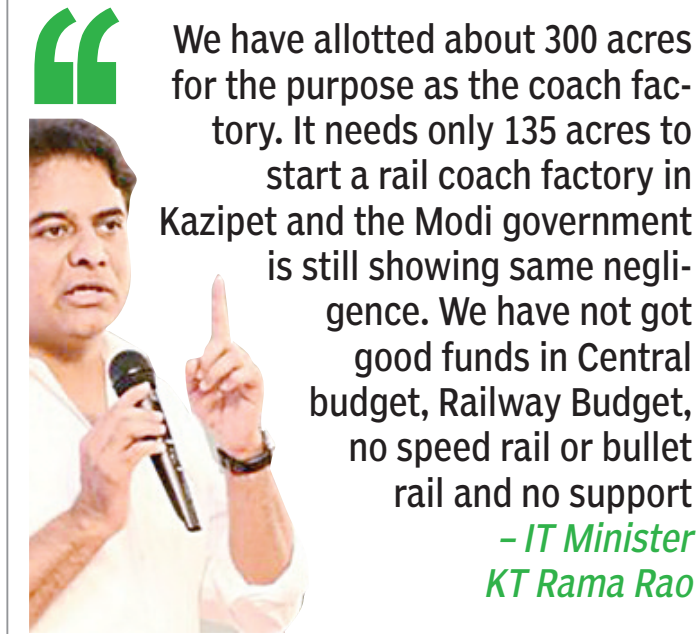 “
We have allotted about 300 acres
for the purpose as the coach fac-
tory. It needs only 135 acres to
start a rail coach factory in
Kazipet and the Modi government
is still showing same negli-
gence. We have not got
good funds in Central
budget, Railway Budget,
no speed rail or bullet
rail and no support
– IT Minister
KT Rama Rao